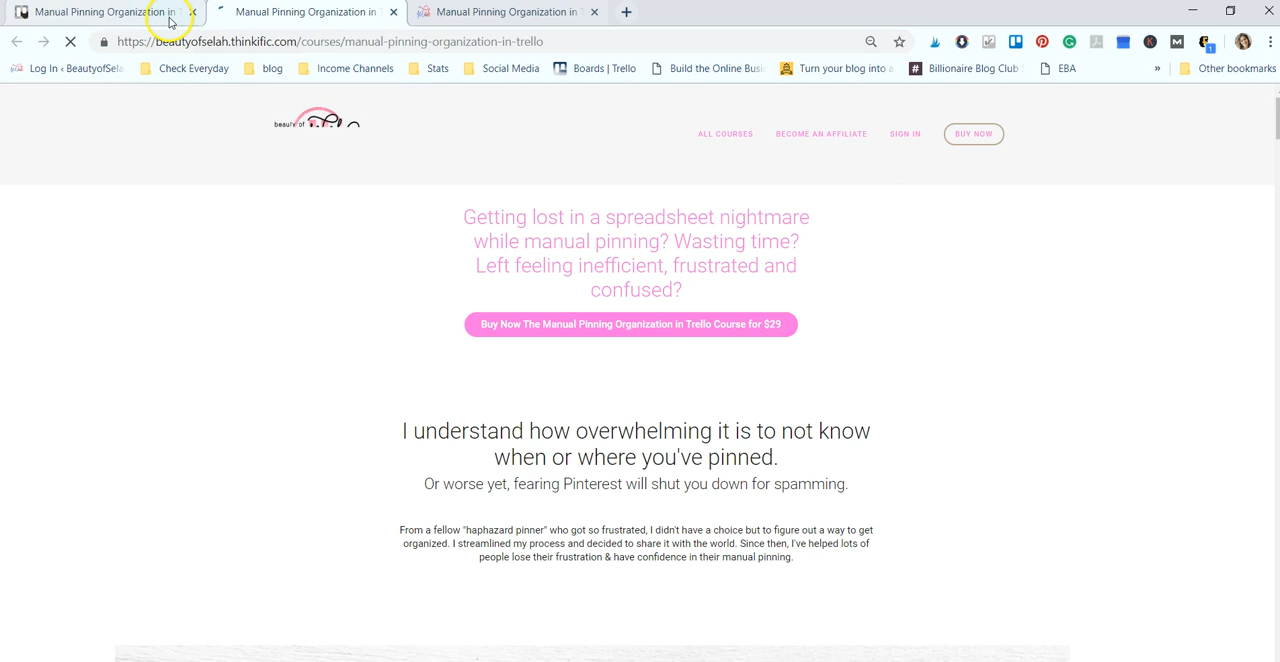 Manual Pinning Organization in
Manual Pinning Organization in T
Manual Pinning Organization in T
https://beautyofselah.thinkific.com/courses/manual-pinning-organization-in-trello
Log In ‹ BeautyofSela
Check Everyday
blog
Income Channels
Stats
Social Media
Boards | Trello
Build the Online Busi
Turn your blog into a
Billionaire Blog Club
EBA
»
Other bookmarks
beauty of
ALL COURSES
BECOME AN AFFILIATE
SIGN IN
BUY NOW
Getting lost in a spreadsheet nightmare
while manual pinning? Wasting time?
Left feeling inefficient, frustrated and
confused?
Buy Now The Manual Pinning Organization in Trello Course for $29
I understand how overwhelming it is to not know
when or where you've pinned.
Or worse yet, fearing Pinterest will shut you down for spamming.
From a fellow "haphazard pinner" who got so frustrated, I didn't have a choice but to figure out a way to get
organized. I streamlined my process and decided to share it with the world. Since then, I've helped lots of
people lose their frustration & have confidence in their manual pinning.